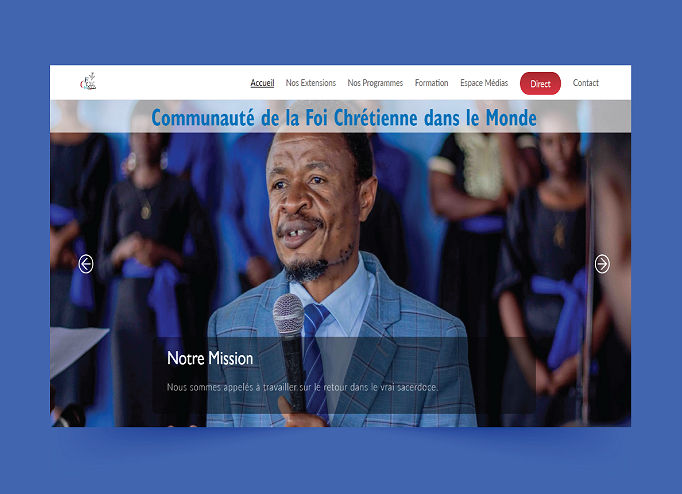 Accueil Nos Extensions Nos Programmes Formation Espace Médias Direct Contact
Communauté de la Foi Chrétienne dans le Monde
Notre Mission
Nous sommes appelés à travailler sur le retour dans le vrai sacerdoce.